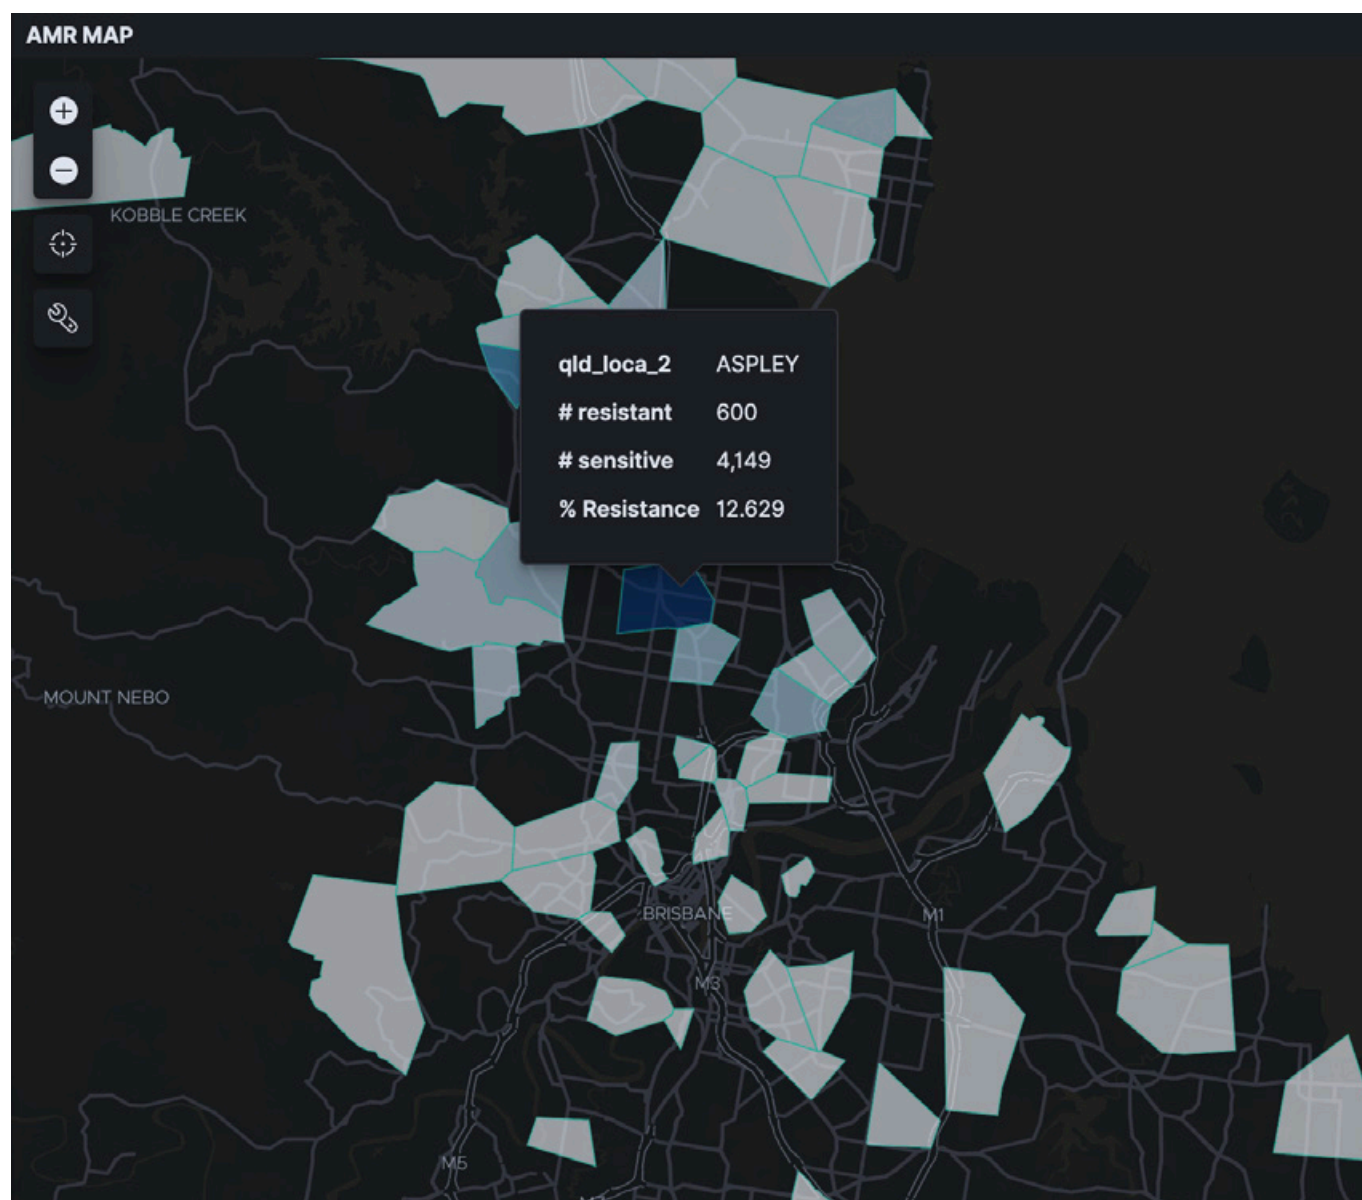 AMR MAP
KOBBLE CREEK
qld_loca_2 ASPLEY
# resistant 600
# sensitive 4,149
% Resistance 12.629
MOUNT NEBO
BRISBANE
M1
M3
M5